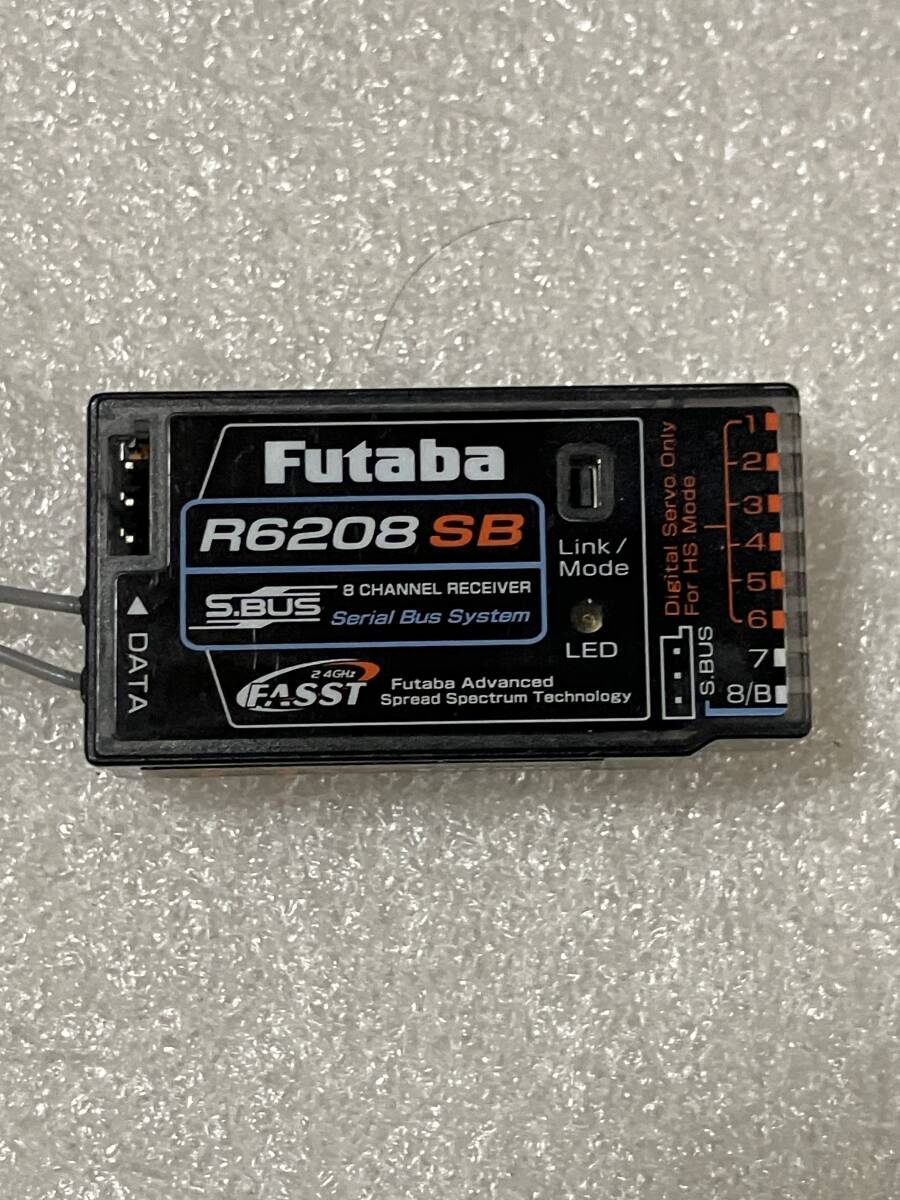 Futaba
R6208 SB
S.BUS
8 CHANNEL RECEIVER
Serial Bus System
2.4GHz
FASST
Futaba Advanced
Spread Spectrum Technology
Link /
Mode
LED
◀ DATA
Digital Servo Only
For HS Mode
S.BUS
1
2
3
4
5
6
7
8/B